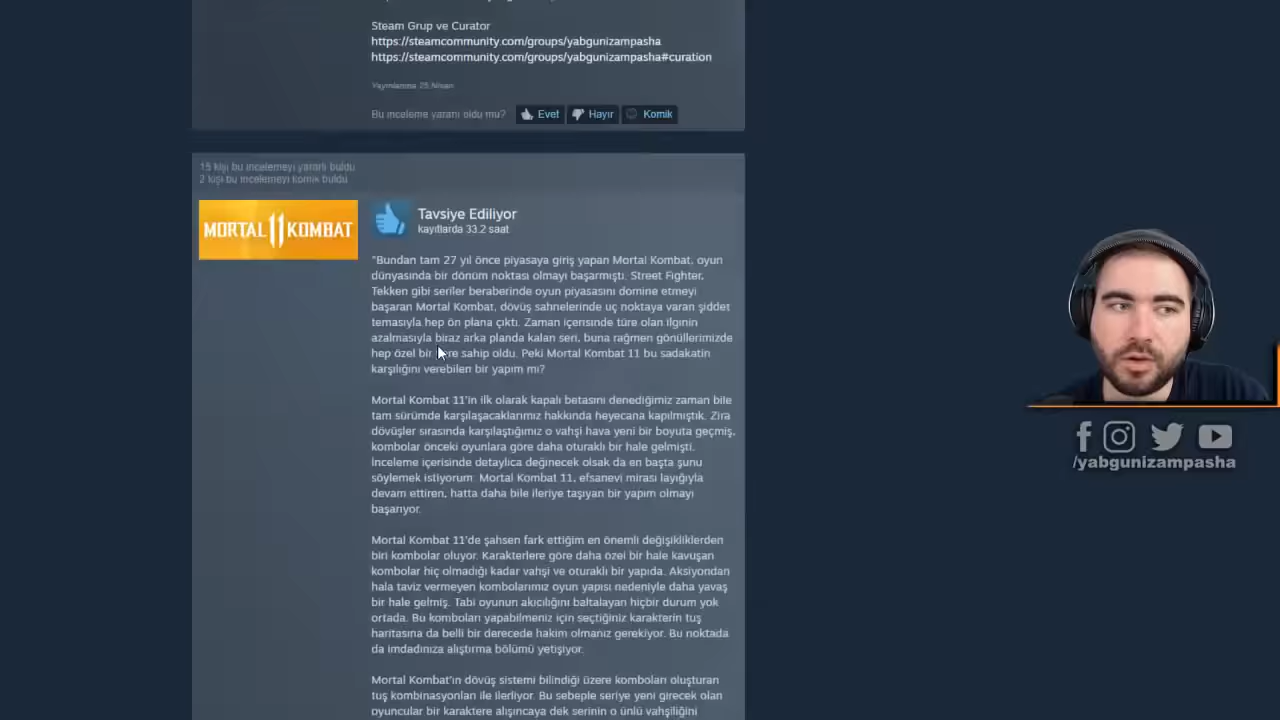 Steam Grup ve Curator
https://steamcommunity.com/groups/yabgunizampasha
https://steamcommunity.com/groups/yabgunizampasha#curation
Yayınlanma 25 Nisan
Bu inceleme yararlı oldu mu? Evet Hayır Komik
15 kişi bu incelemeyi yararlı buldu
2 kişi bu incelemeyi komik buldu
MORTAL 11 KOMBAT
Tavsiye Ediliyor
kayıtlarda 33.2 saat
"Bundan tam 27 yıl önce piyasaya giriş yapan Mortal Kombat, oyun
dünyasında bir dönüm noktası olmayı başarmıştı. Street Fighter,
Tekken gibi seriler beraberinde oyun piyasasını domine etmeyi
başaran Mortal Kombat, dövüş sahnelerinde uç noktaya varan şiddet
temasıyla hep ön plana çıktı. Zaman içerisinde türe olan ilginin
azalmasıyla biraz arka planda kalan seri, buna rağmen gönüllerimizde
hep özel bir yere sahip oldu. Peki Mortal Kombat 11 bu sadakatin
karşılığını verebilen bir yapım mı?
Mortal Kombat 11'in ilk olarak kapalı betasını denediğimiz zaman bile
tam sürümde karşılaşacaklarımız hakkında heyecana kapılmıştık. Zira
dövüşler sırasında karşılaştığımız o vahşi hava yeni bir boyuta geçmiş,
kombolar önceki oyunlara göre daha oturaklı bir hale gelmişti.
İnceleme içerisinde detaylıca değinecek olsak da en başta şunu
söylemek istiyorum: Mortal Kombat 11, efsanevi mirası layığıyla
devam ettiren, hatta daha bile ileriye taşıyan bir yapım olmayı
başarıyor.
Mortal Kombat 11'de şahsen fark ettiğim en önemli değişikliklerden
biri kombolar oluyor. Karakterlere göre daha özel bir hale kavuşan
kombolar hiç olmadığı kadar vahşi ve oturaklı bir yapıda. Aksiyondan
hala taviz vermeyen kombolarımız oyun yapısı nedeniyle daha yavaş
bir hale gelmiş. Tabi oyunun akıcılığını baltalayan hiçbir durum yok
ortada. Bu komboları yapabilmeniz için seçtiğiniz karakterin tuş
haritasına da belli bir derecede hakim olmanız gerekiyor. Bu noktada
da imdadınıza alıştırma bölümü yetişiyor.
Mortal Kombat'ın dövüş sistemi bilindiği üzere komboları oluşturan
tuş kombinasyonları ile ilerliyor. Bu sebeple seriye yeni girecek olan
oyuncular bir karaktere alışıncaya dek serinin o ünlü vahşiliğini
/yabgunizampasha